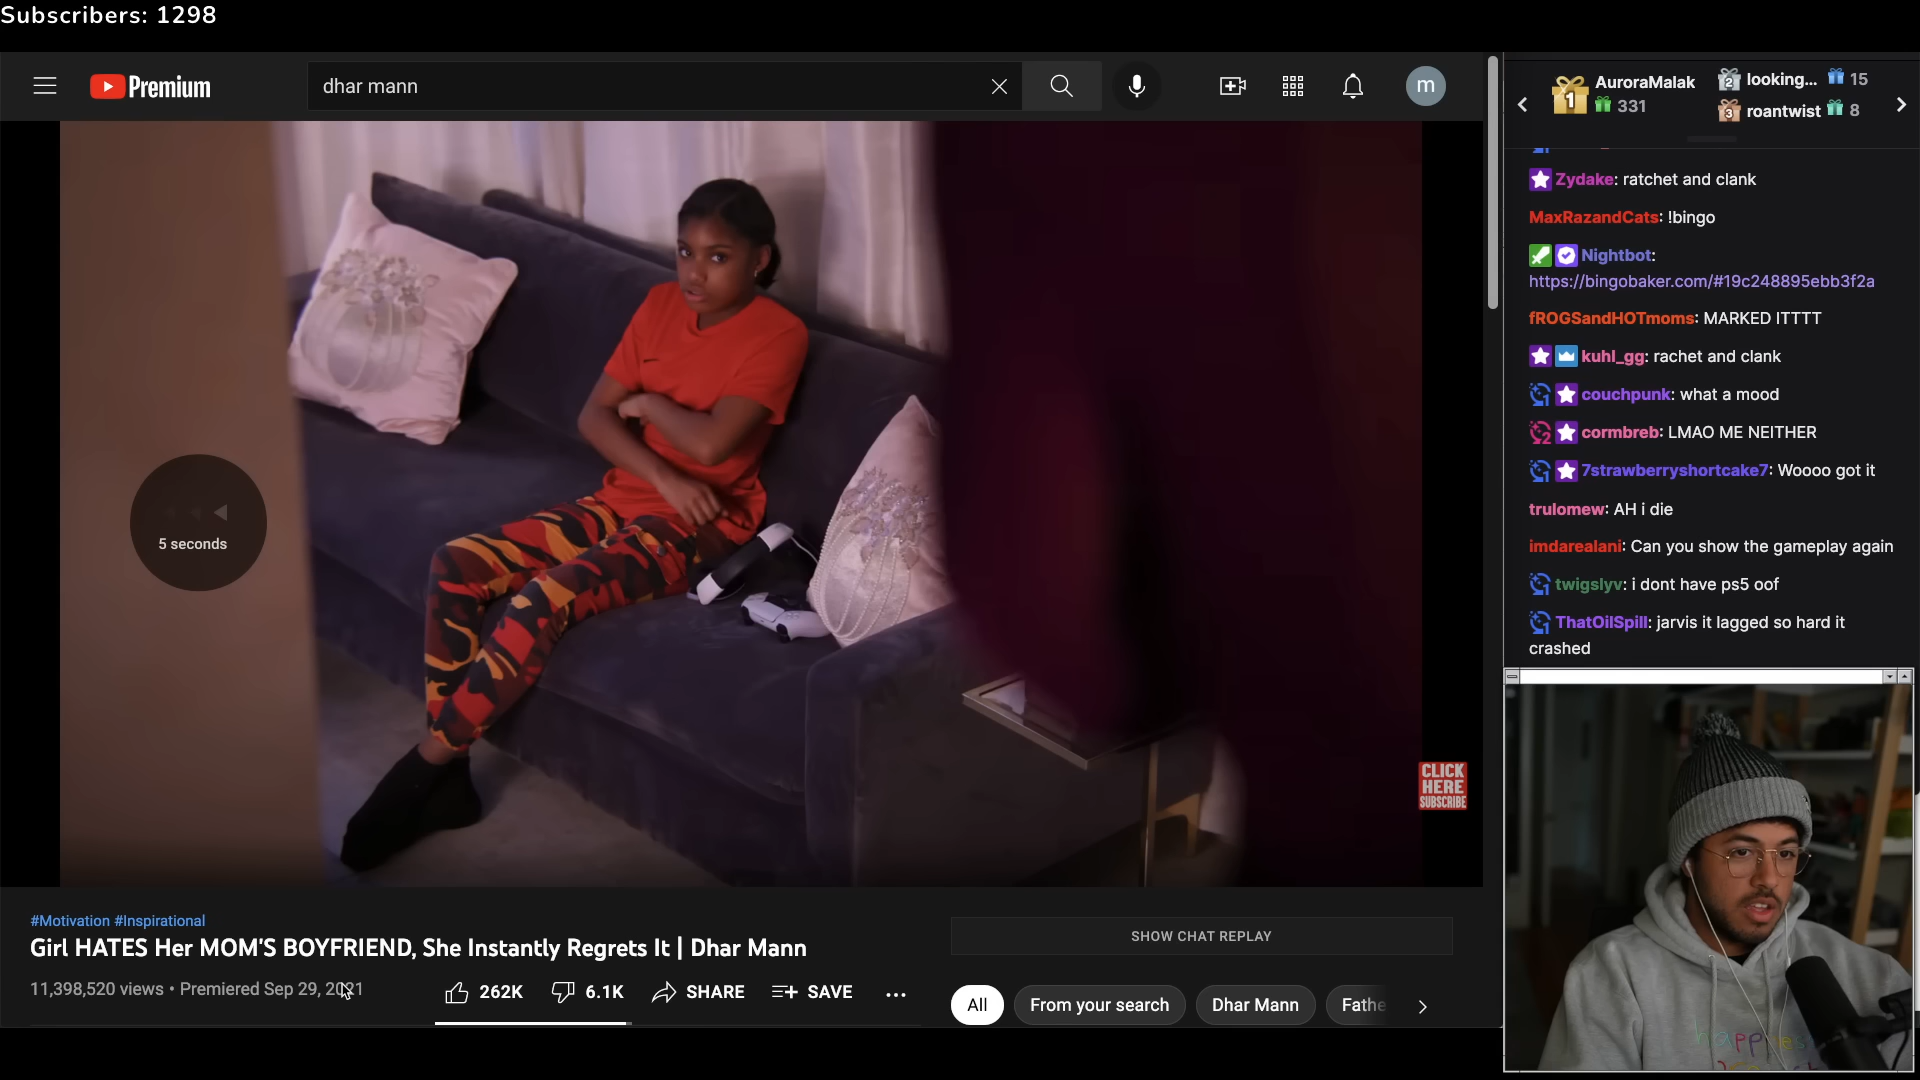 Subscribers: 1298
Premium
dhar mann
m
1
AuroraMalak
331
2
looking...
15
3
roantwist
8
Zydake: ratchet and clank
MaxRazandCats: !bingo
Nightbot:
https://bingobaker.com/#19c248895ebb3f2a
fROGSandHOTmoms: MARKED ITTTT
kuhl_gg: rachet and clank
couchpunk: what a mood
2 cormbreb: LMAO ME NEITHER
7strawberryshortcake7: Woooo got it
trulomew: AH i die
imdarealani: Can you show the gameplay again
twigslyv: i dont have ps5 oof
ThatOilSpill: jarvis it lagged so hard it
crashed
5 seconds
CLICK
HERE
SUBSCRIBE
#Motivation #Inspirational
Girl HATES Her MOM'S BOYFRIEND, She Instantly Regrets It | Dhar Mann
11,398,520 views • Premiered Sep 29, 2021
262K
6.1K
SHARE
SAVE
SHOW CHAT REPLAY
All
From your search
Dhar Mann
Fathe